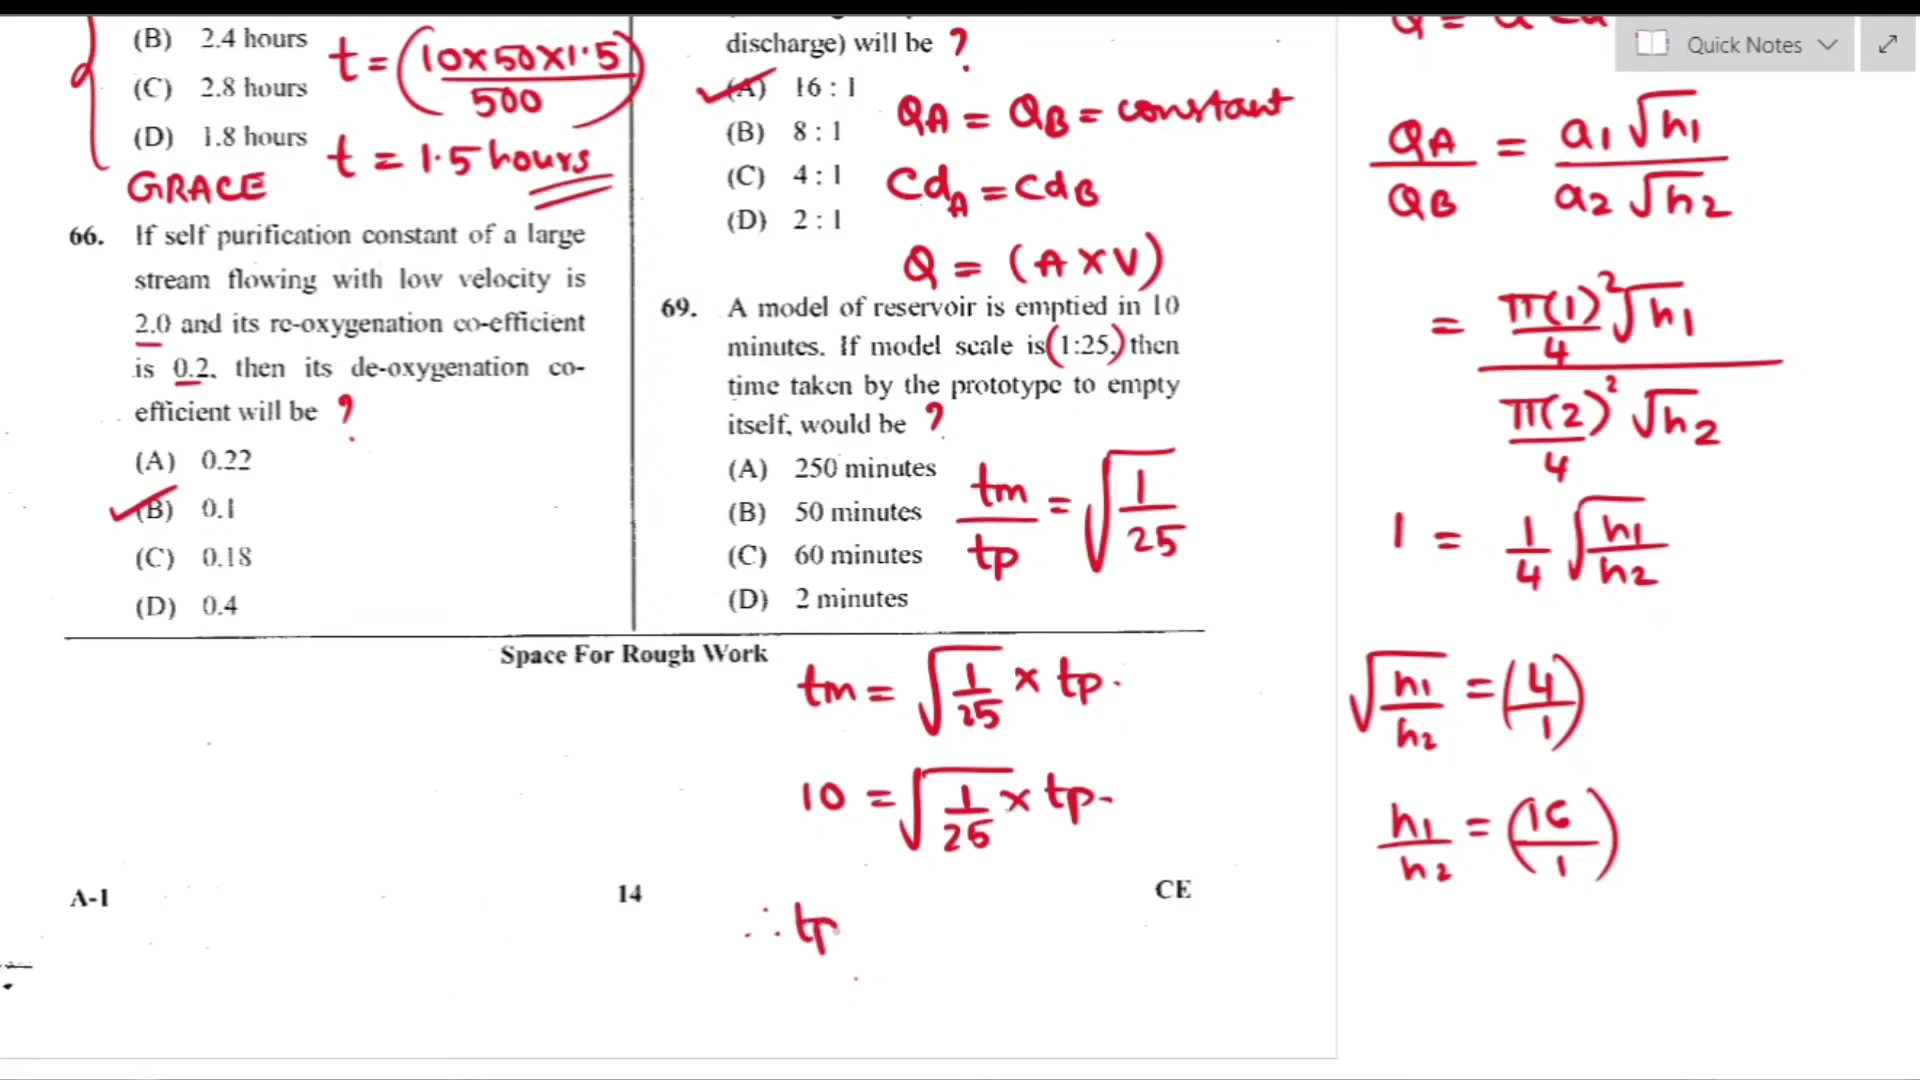 (B) 2.4 hours
(C) 2.8 hours
(D) 1.8 hours
t = (10x50x1.5 / 500)
t = 1.5 hours
GRACE
66. If self purification constant of a large
stream flowing with low velocity is
2.0 and its re-oxygenation co-efficient
is 0.2, then its de-oxygenation co-
efficient will be ?
(A) 0.22
(B) 0.1
(C) 0.18
(D) 0.4
discharge) will be ?
(A) 16 : 1
(B) 8 : 1
(C) 4 : 1
(D) 2 : 1
QA = QB = constant
CdA = CdB
Q = (A x V)
69. A model of reservoir is emptied in 10
minutes. If model scale is (1:25,) then
time taken by the prototype to empty
itself, would be ?
(A) 250 minutes
(B) 50 minutes
(C) 60 minutes
(D) 2 minutes
tm / tp = √(1 / 25)
Space For Rough Work
tm = √(1 / 25) x tp.
10 = √(1 / 25) x tp.
∴ tp
A-1
14
CE
Quick Notes
QA / QB = a1 √h1 / a2 √h2
= π(1)² / 4 √h1 / π(2)² / 4 √h2
1 = 1 / 4 √(h1 / h2)
√(h1 / h2) = (4 / 1)
h1 / h2 = (16 / 1)